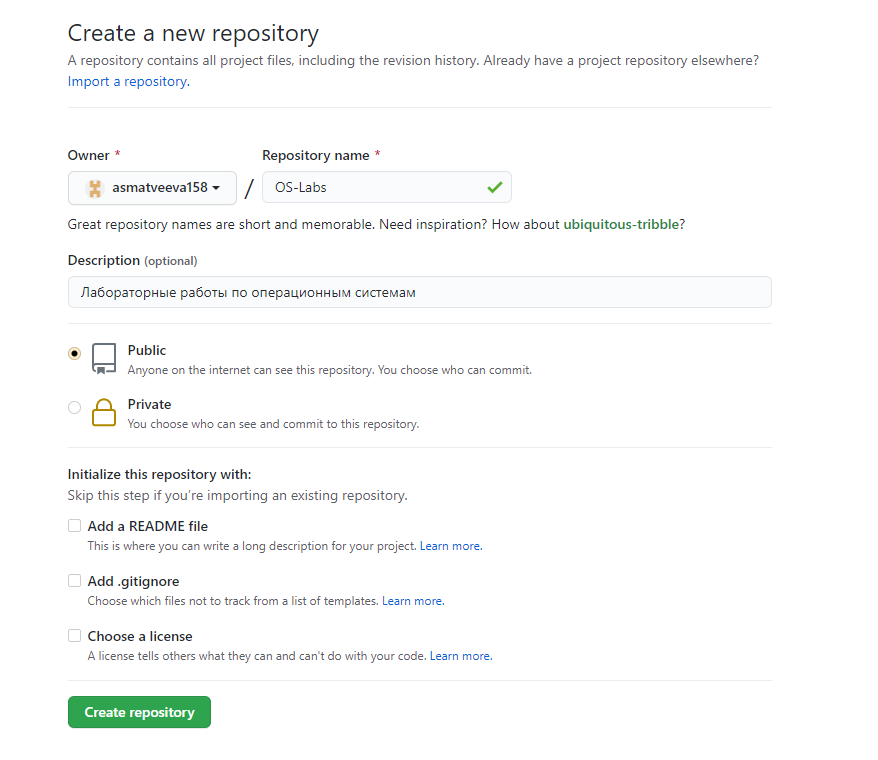 Create a new repository
A repository contains all project files, including the revision history. Already have a project repository elsewhere?
Import a repository.
Owner * Repository name *
asmatveeva158 / OS-Labs
Great repository names are short and memorable. Need inspiration? How about ubiquitous-tribble?
Description (optional)
Лабораторные работы по операционным системам
Public
Anyone on the internet can see this repository. You choose who can commit.
Private
You choose who can see and commit to this repository.
Initialize this repository with:
Skip this step if you're importing an existing repository.
Add a README file
This is where you can write a long description for your project. Learn more.
Add .gitignore
Choose which files not to track from a list of templates. Learn more.
Choose a license
A license tells others what they can and can't do with your code. Learn more.
Create repository